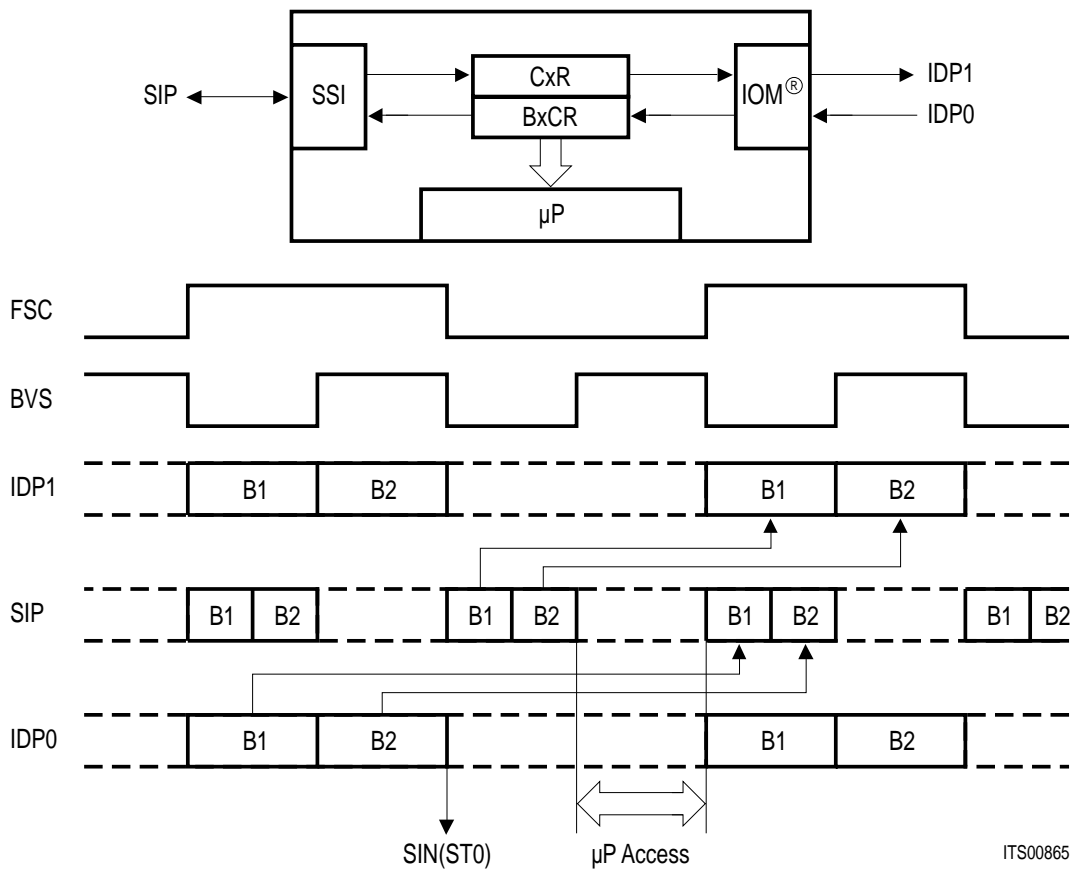 SIP
SSI
CxR
BxCR
IOM®
IDP1
IDP0
µP
FSC
BVS
IDP1
B1 B2 B1 B2
SIP
B1 B2 B1 B2 B1 B2 B1 B2
IDP0
B1 B2 B1 B2
SIN(ST0)
µP Access
ITS00865